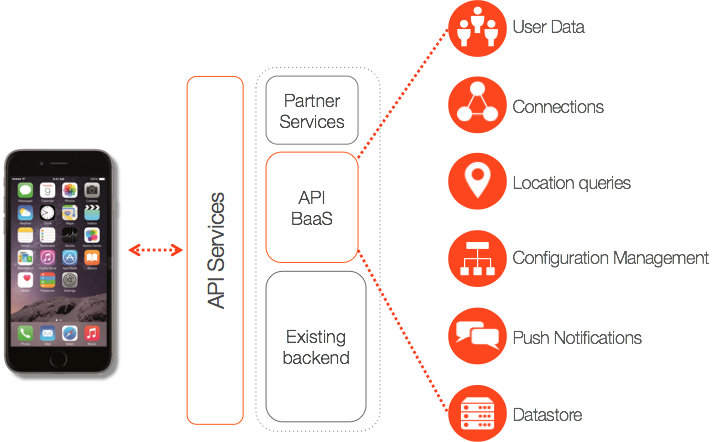 API Services
Partner
Services
API
BaaS
Existing
backend
User Data
Connections
Location queries
Configuration Management
Push Notifications
Datastore